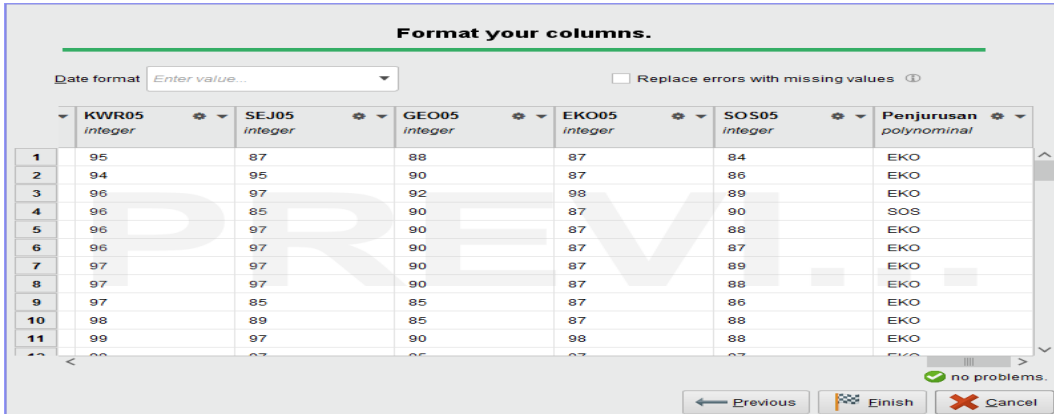 Format your columns.
Date format Enter value... Replace errors with missing values
KWR05 SEJ05 GEO05 EKO05 SOS05 Penjurusan
integer integer integer integer integer polynominal
1 95 87 88 87 84 EKO
2 94 95 90 87 86 EKO
3 96 97 92 98 89 EKO
4 96 85 90 87 90 SOS
5 96 97 90 87 88 EKO
6 96 97 90 87 87 EKO
7 97 97 90 87 89 EKO
8 97 97 90 87 88 EKO
9 97 85 85 87 86 EKO
10 98 89 85 87 88 EKO
11 99 97 90 98 88 EKO
PREVI...
no problems.
Previous Finish Cancel